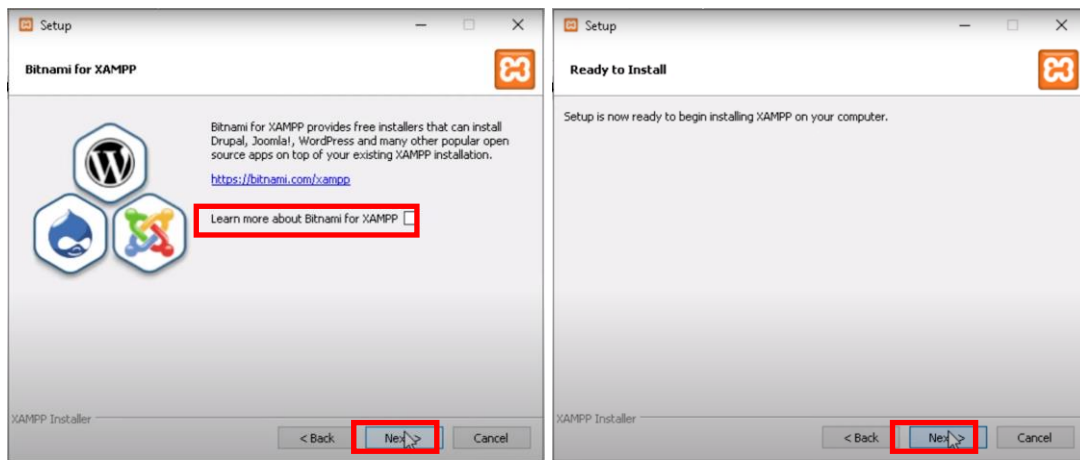 Setup
Bitnami for XAMPP
Bitnami for XAMPP provides free installers that can install
Drupal, Joomla!, WordPress and many other popular open
source apps on top of your existing XAMPP installation.
https://bitnami.com/xampp
Learn more about Bitnami for XAMPP
XAMPP Installer
< Back
Next >
Cancel
Setup
Ready to Install
Setup is now ready to begin installing XAMPP on your computer.
XAMPP Installer
< Back
Next >
Cancel